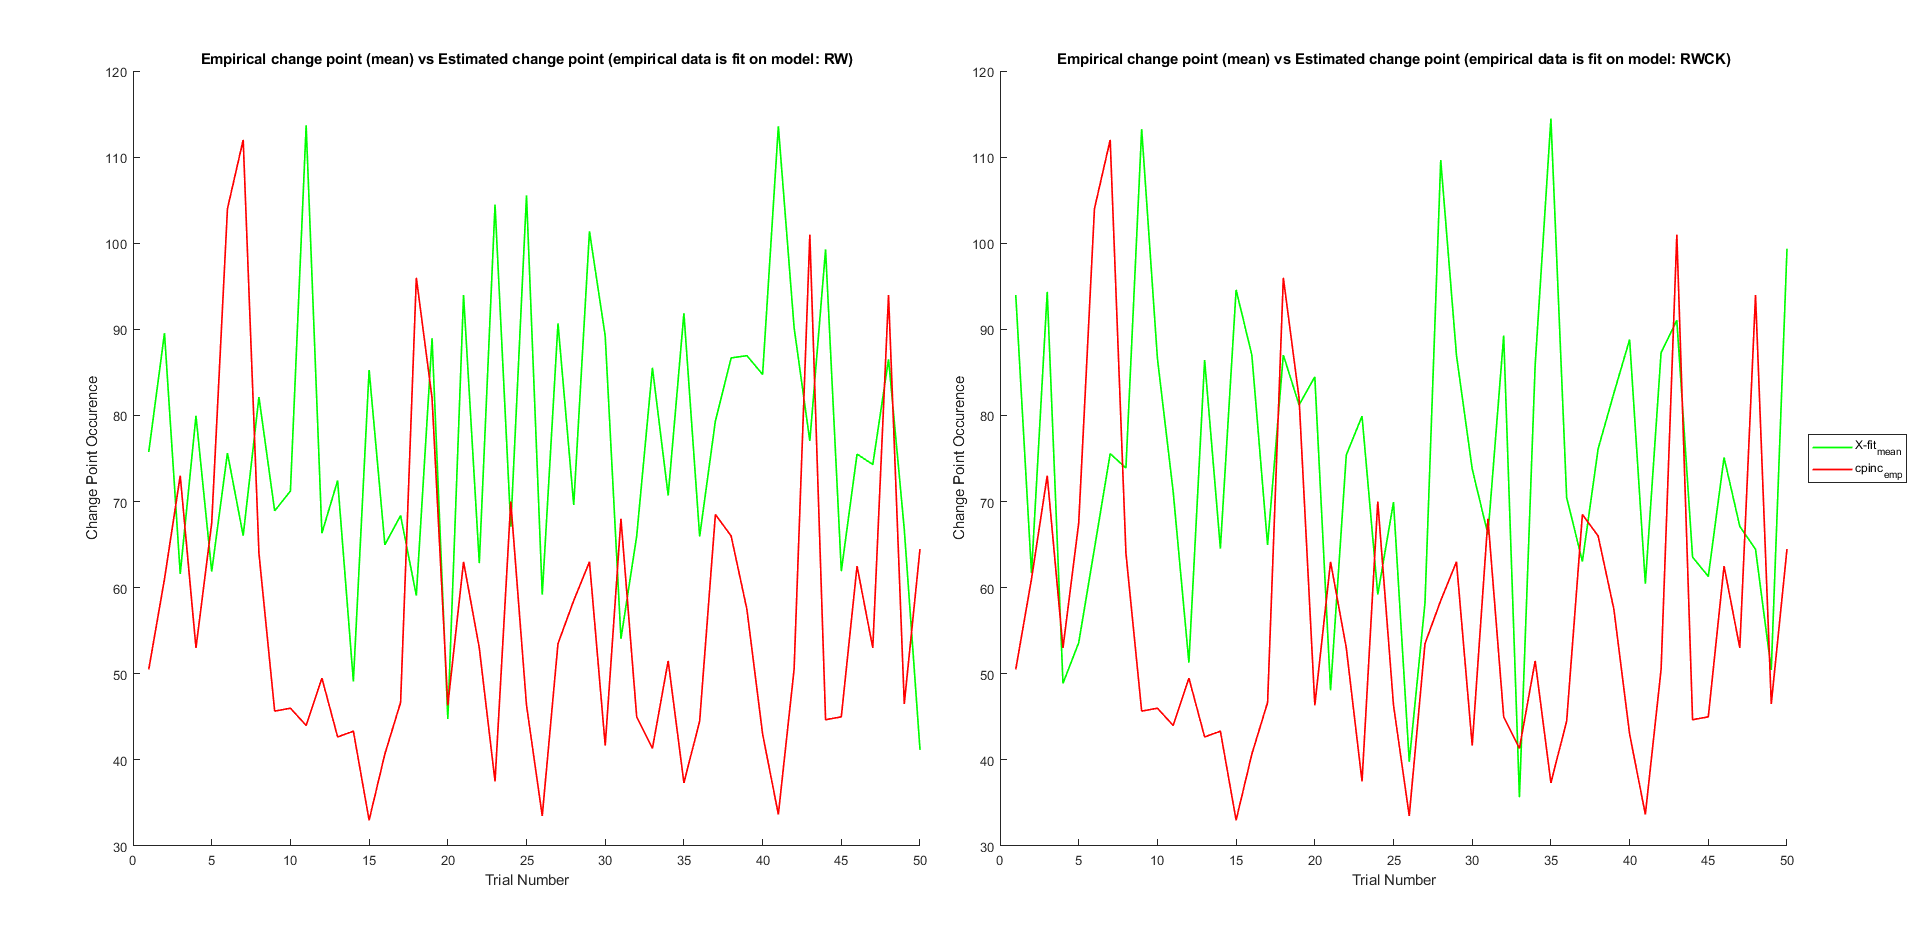 Empirical change point (mean) vs Estimated change point (empirical data is fit on model: RW)
120
110
100
90
80
70
60
50
40
30
Change Point Occurence
0 5 10 15 20 25 30 35 40 45 50
Trial Number
Empirical change point (mean) vs Estimated change point (empirical data is fit on model: RWCK)
120
110
100
90
80
70
60
50
40
30
Change Point Occurence
0 5 10 15 20 25 30 35 40 45 50
Trial Number
X-fit mean
cpinc emp